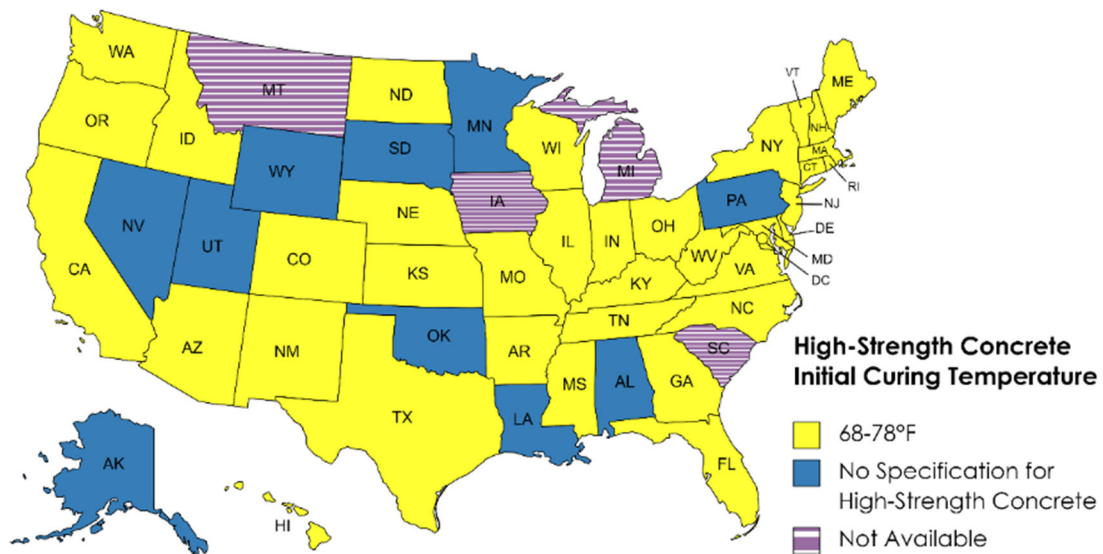 WA
MT
ND
MN
VT
ME
OR
ID
SD
WI
MI
NY
NH
MA
CT
RI
WY
IA
PA
NJ
NV
UT
NE
IL
IN
OH
DE
MD
DC
CA
CO
KS
MO
WV
VA
KY
AZ
NM
OK
AR
TN
NC
SC
TX
LA
MS
AL
GA
FL
AK
HI
High-Strength Concrete
Initial Curing Temperature
68-78°F
No Specification for
High-Strength Concrete
Not Available